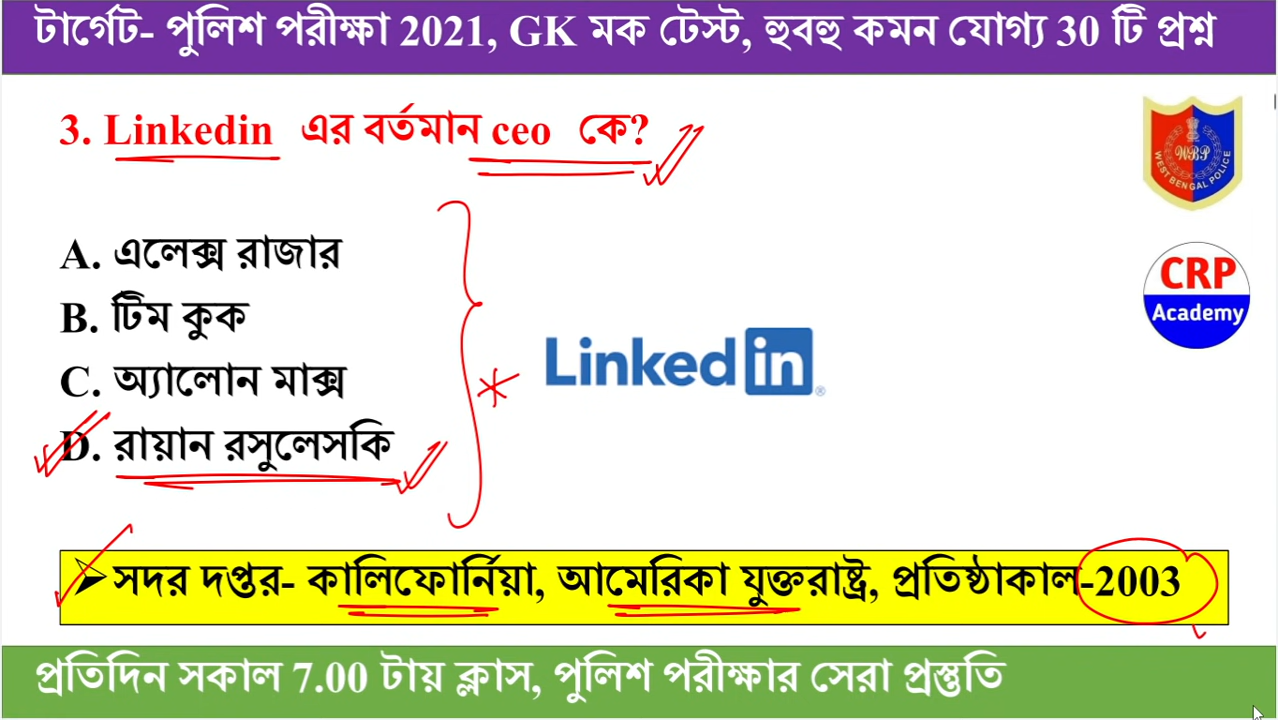 টার্গেট- পুলিশ পরীক্ষা 2021, GK মক টেস্ট, হুবহু কমন যোগ্য 30 টি প্রশ্ন
3. Linkedin এর বর্তমান ceo কে?
WBP
WEST BENGAL POLICE
A. এলেক্স রাজার
B. টিম কুক
C. অ্যালোন মাক্স
D. রায়ান রসুলেসকি
CRP
Academy
Linkedin
সদর দপ্তর- কালিফোর্নিয়া, আমেরিকা যুক্তরাষ্ট্র, প্রতিষ্ঠাকাল-2003
প্রতিদিন সকাল 7.00 টায় ক্লাস, পুলিশ পরীক্ষার সেরা প্রস্তুতি